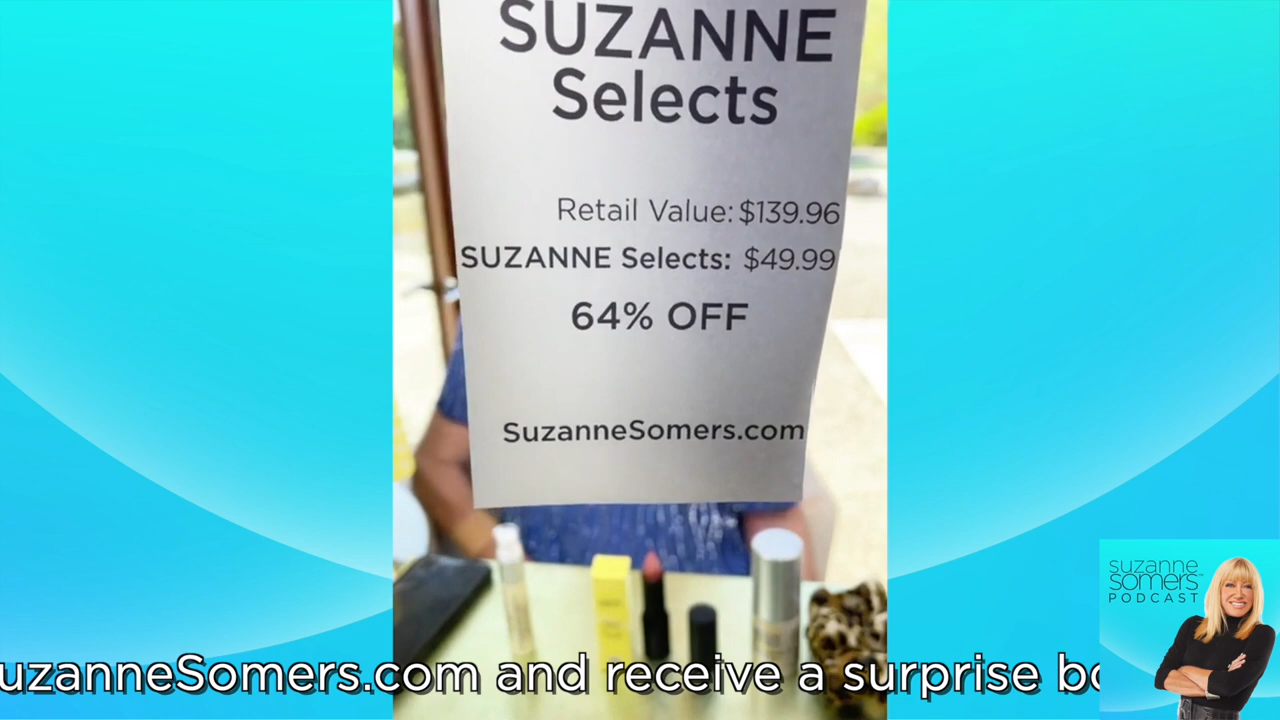 SUZANNE
Selects
Retail Value: $139.96
SUZANNE Selects: $49.99
64% OFF
SuzanneSomers.com
suzanne
somers
PODCAST
uzanneSomers.com and receive a surprise